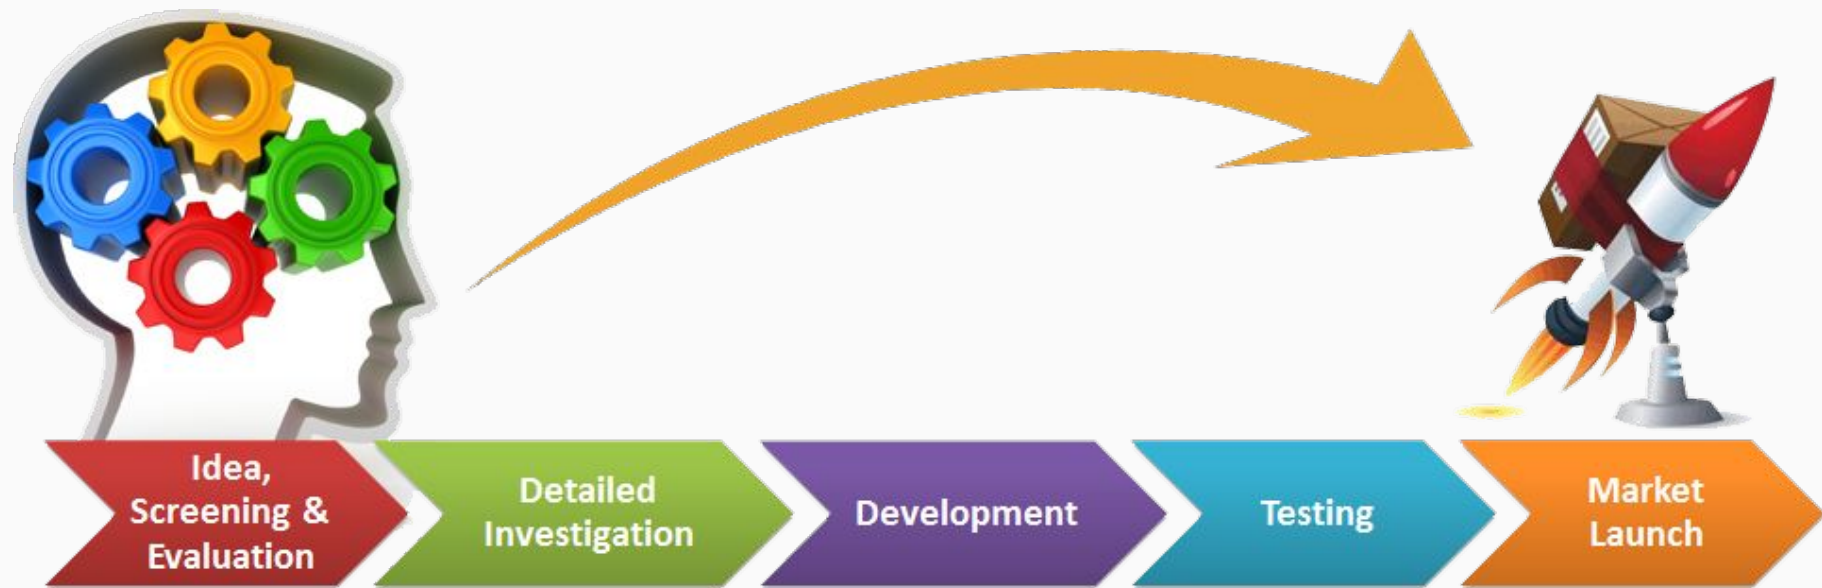 Idea,
Screening &
Evaluation
Detailed
Investigation
Development
Testing
Market
Launch